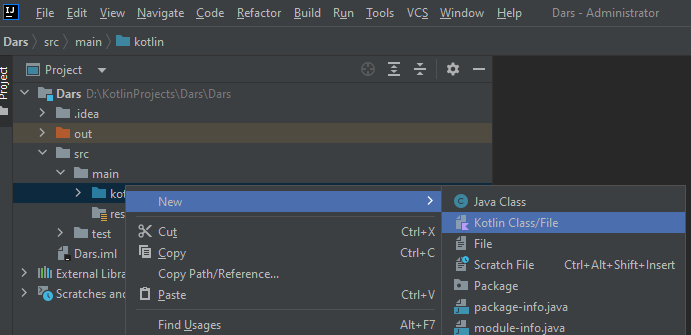 IJ File Edit View Navigate Code Refactor Build Run Tools VCS Window Help Dars - Administrator
Dars src main kotlin
Project
Project
Dars D:\KotlinProjects\Dars\Dars
.idea
out
src
main
kot
New
Java Class
res
Kotlin Class/File
Cut Ctrl+X
File
test
Copy Ctrl+C
Dars.iml
Scratch File Ctrl+Alt+Shift+Insert
External Libra
Copy Path/Reference...
Package
Scratches and
Paste Ctrl+V
package-info.java
Find Usages Alt+F7
module-info.java